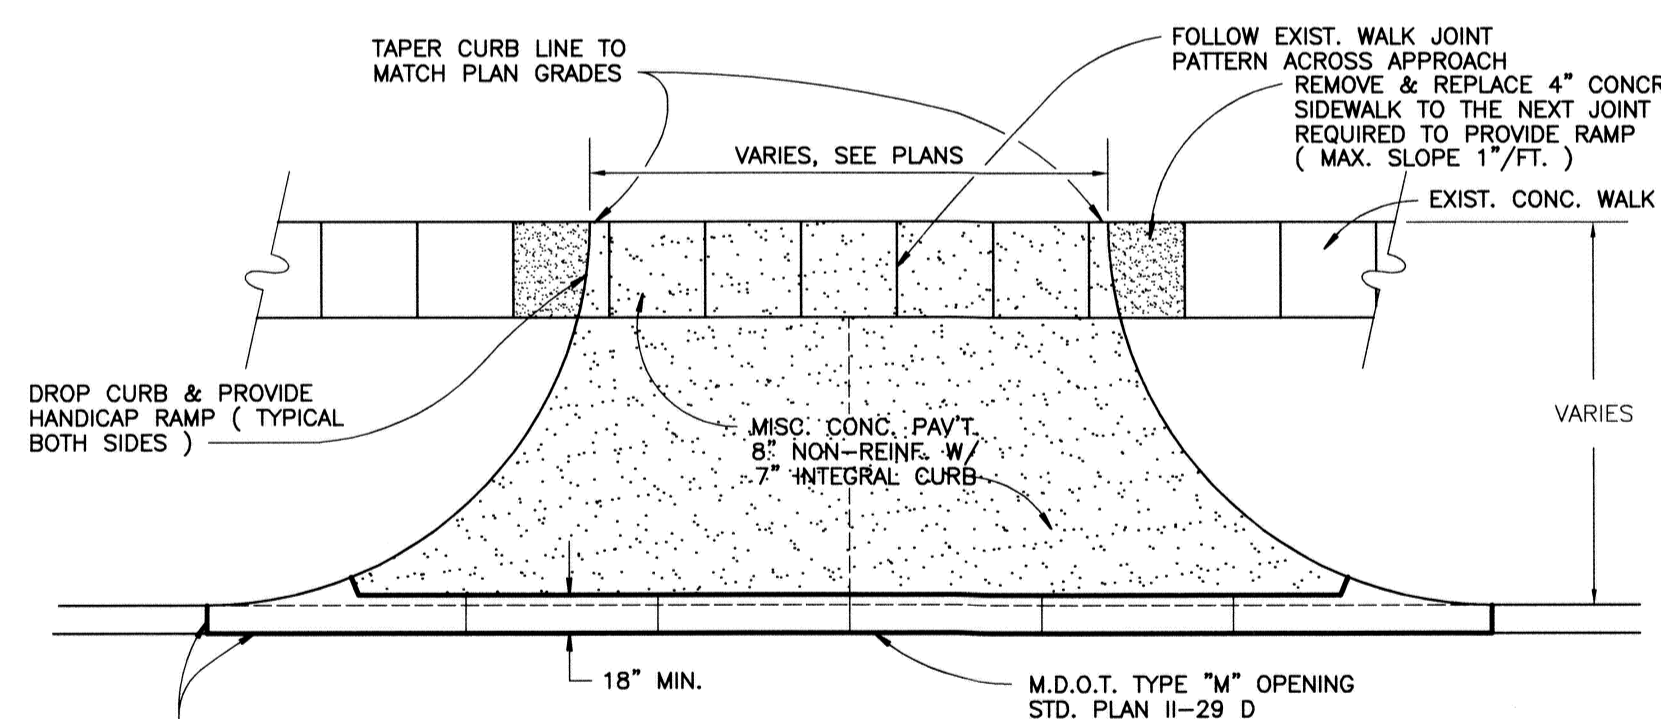 TAPER CURB LINE TO
MATCH PLAN GRADES
FOLLOW EXIST. WALK JOINT
PATTERN ACROSS APPROACH
REMOVE & REPLACE 4" CONCR
SIDEWALK TO THE NEXT JOINT
REQUIRED TO PROVIDE RAMP
( MAX. SLOPE 1"/FT. )
VARIES, SEE PLANS
EXIST. CONC. WALK
DROP CURB & PROVIDE
HANDICAP RAMP ( TYPICAL
BOTH SIDES )
MISC. CONC. PAV'T.
8" NON-REINF. W/
7" INTEGRAL CURB
VARIES
18" MIN.
M.D.O.T. TYPE "M" OPENING
STD. PLAN II-29 D